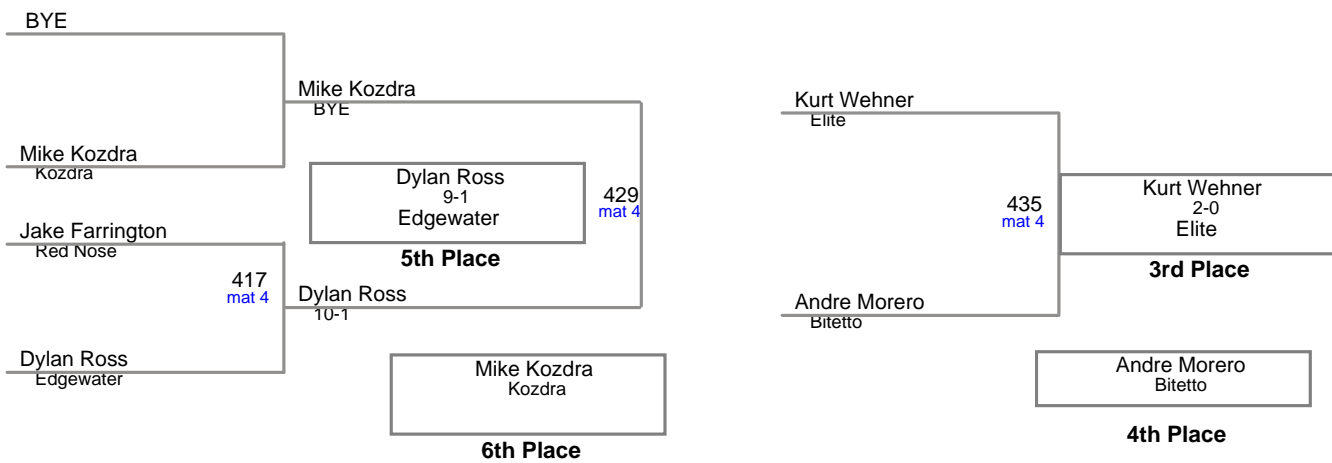 BYE
Mike Kozdra
BYE
Mike Kozdra
Kozdra
Dylan Ross
9-1
Edgewater
5th Place
429
mat 4
Jake Farrington
Red Nose
417
mat 4
Dylan Ross
10-1
Dylan Ross
Edgewater
Mike Kozdra
Kozdra
6th Place
Kurt Wehner
Elite
435
mat 4
Kurt Wehner
2-0
Elite
3rd Place
Andre Morero
Bitetto
Andre Morero
Bitetto
4th Place